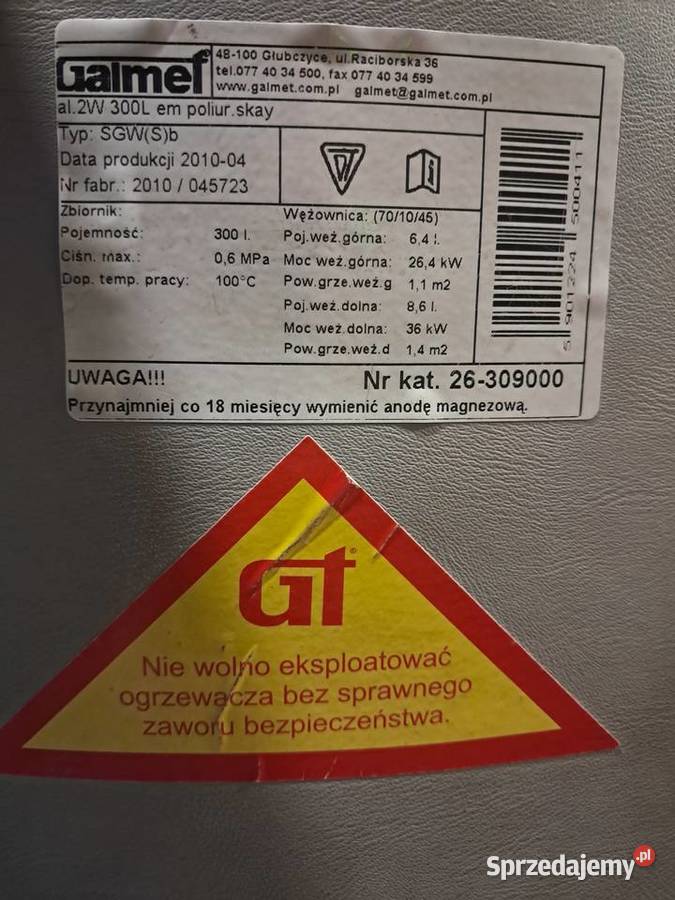 Galmet®
48-100 Głubczyce, ul.Raciborska 36
tel.077 40 34 500, fax 077 40 34 599
www.galmet.com.pl galmet@galmet.com.pl
al.2W 300L em poliur.skay
Typ: SGW(S)b
Data produkcji 2010-04
Nr fabr.: 2010 / 045723
Zbiornik:
Pojemność: 300 l.
Ciśn. max.: 0,6 MPa
Dop. temp. pracy: 100°C
Wężownica: (70/10/45)
Poj.węż.górna: 6,4 l.
Moc węż.górna: 26,4 kW
Pow.grze.węż.g 1,1 m2
Poj.węż.dolna: 8,6 l.
Moc węż.dolna: 36 kW
Pow.grze.węż.d 1,4 m2
5 901224 500411
UWAGA!!! Nr kat. 26-309000
Przynajmniej co 18 miesięcy wymienić anodę magnezową.
Gt®
Nie wolno eksploatować
ogrzewacza bez sprawnego
zaworu bezpieczeństwa.
Sprzedajemy.pl